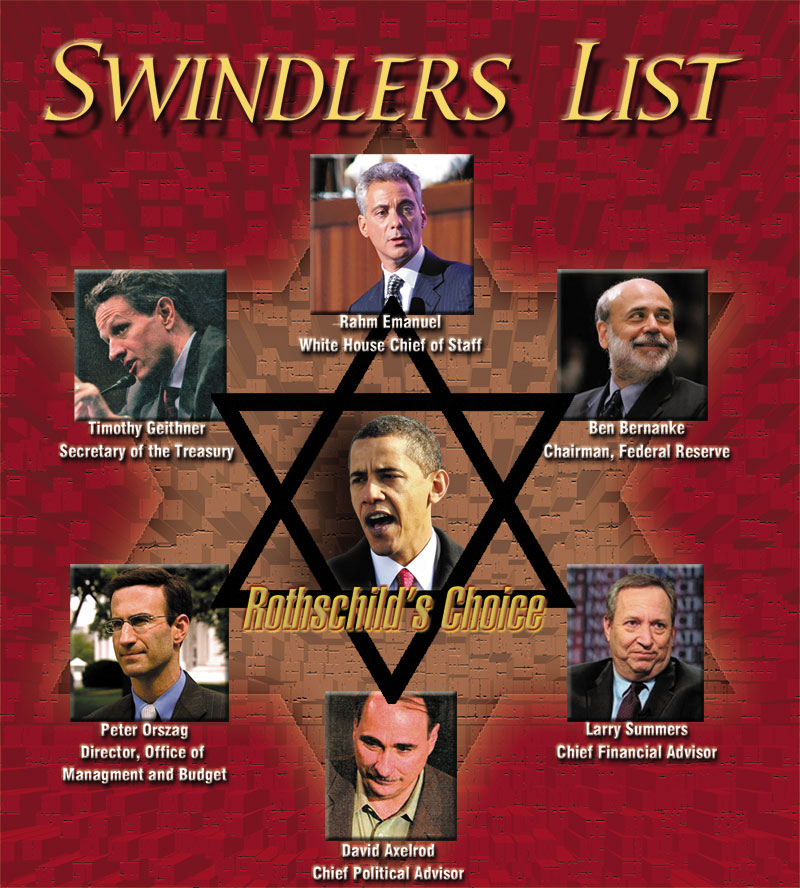 SWINDLERS LIST
Rahm Emanuel
White House Chief of Staff
Timothy Geithner
Secretary of the Treasury
Ben Bernanke
Chairman, Federal Reserve
Rothschild's Choice
Peter Orszag
Director, Office of
Managment and Budget
Larry Summers
Chief Financial Advisor
David Axelrod
Chief Political Advisor